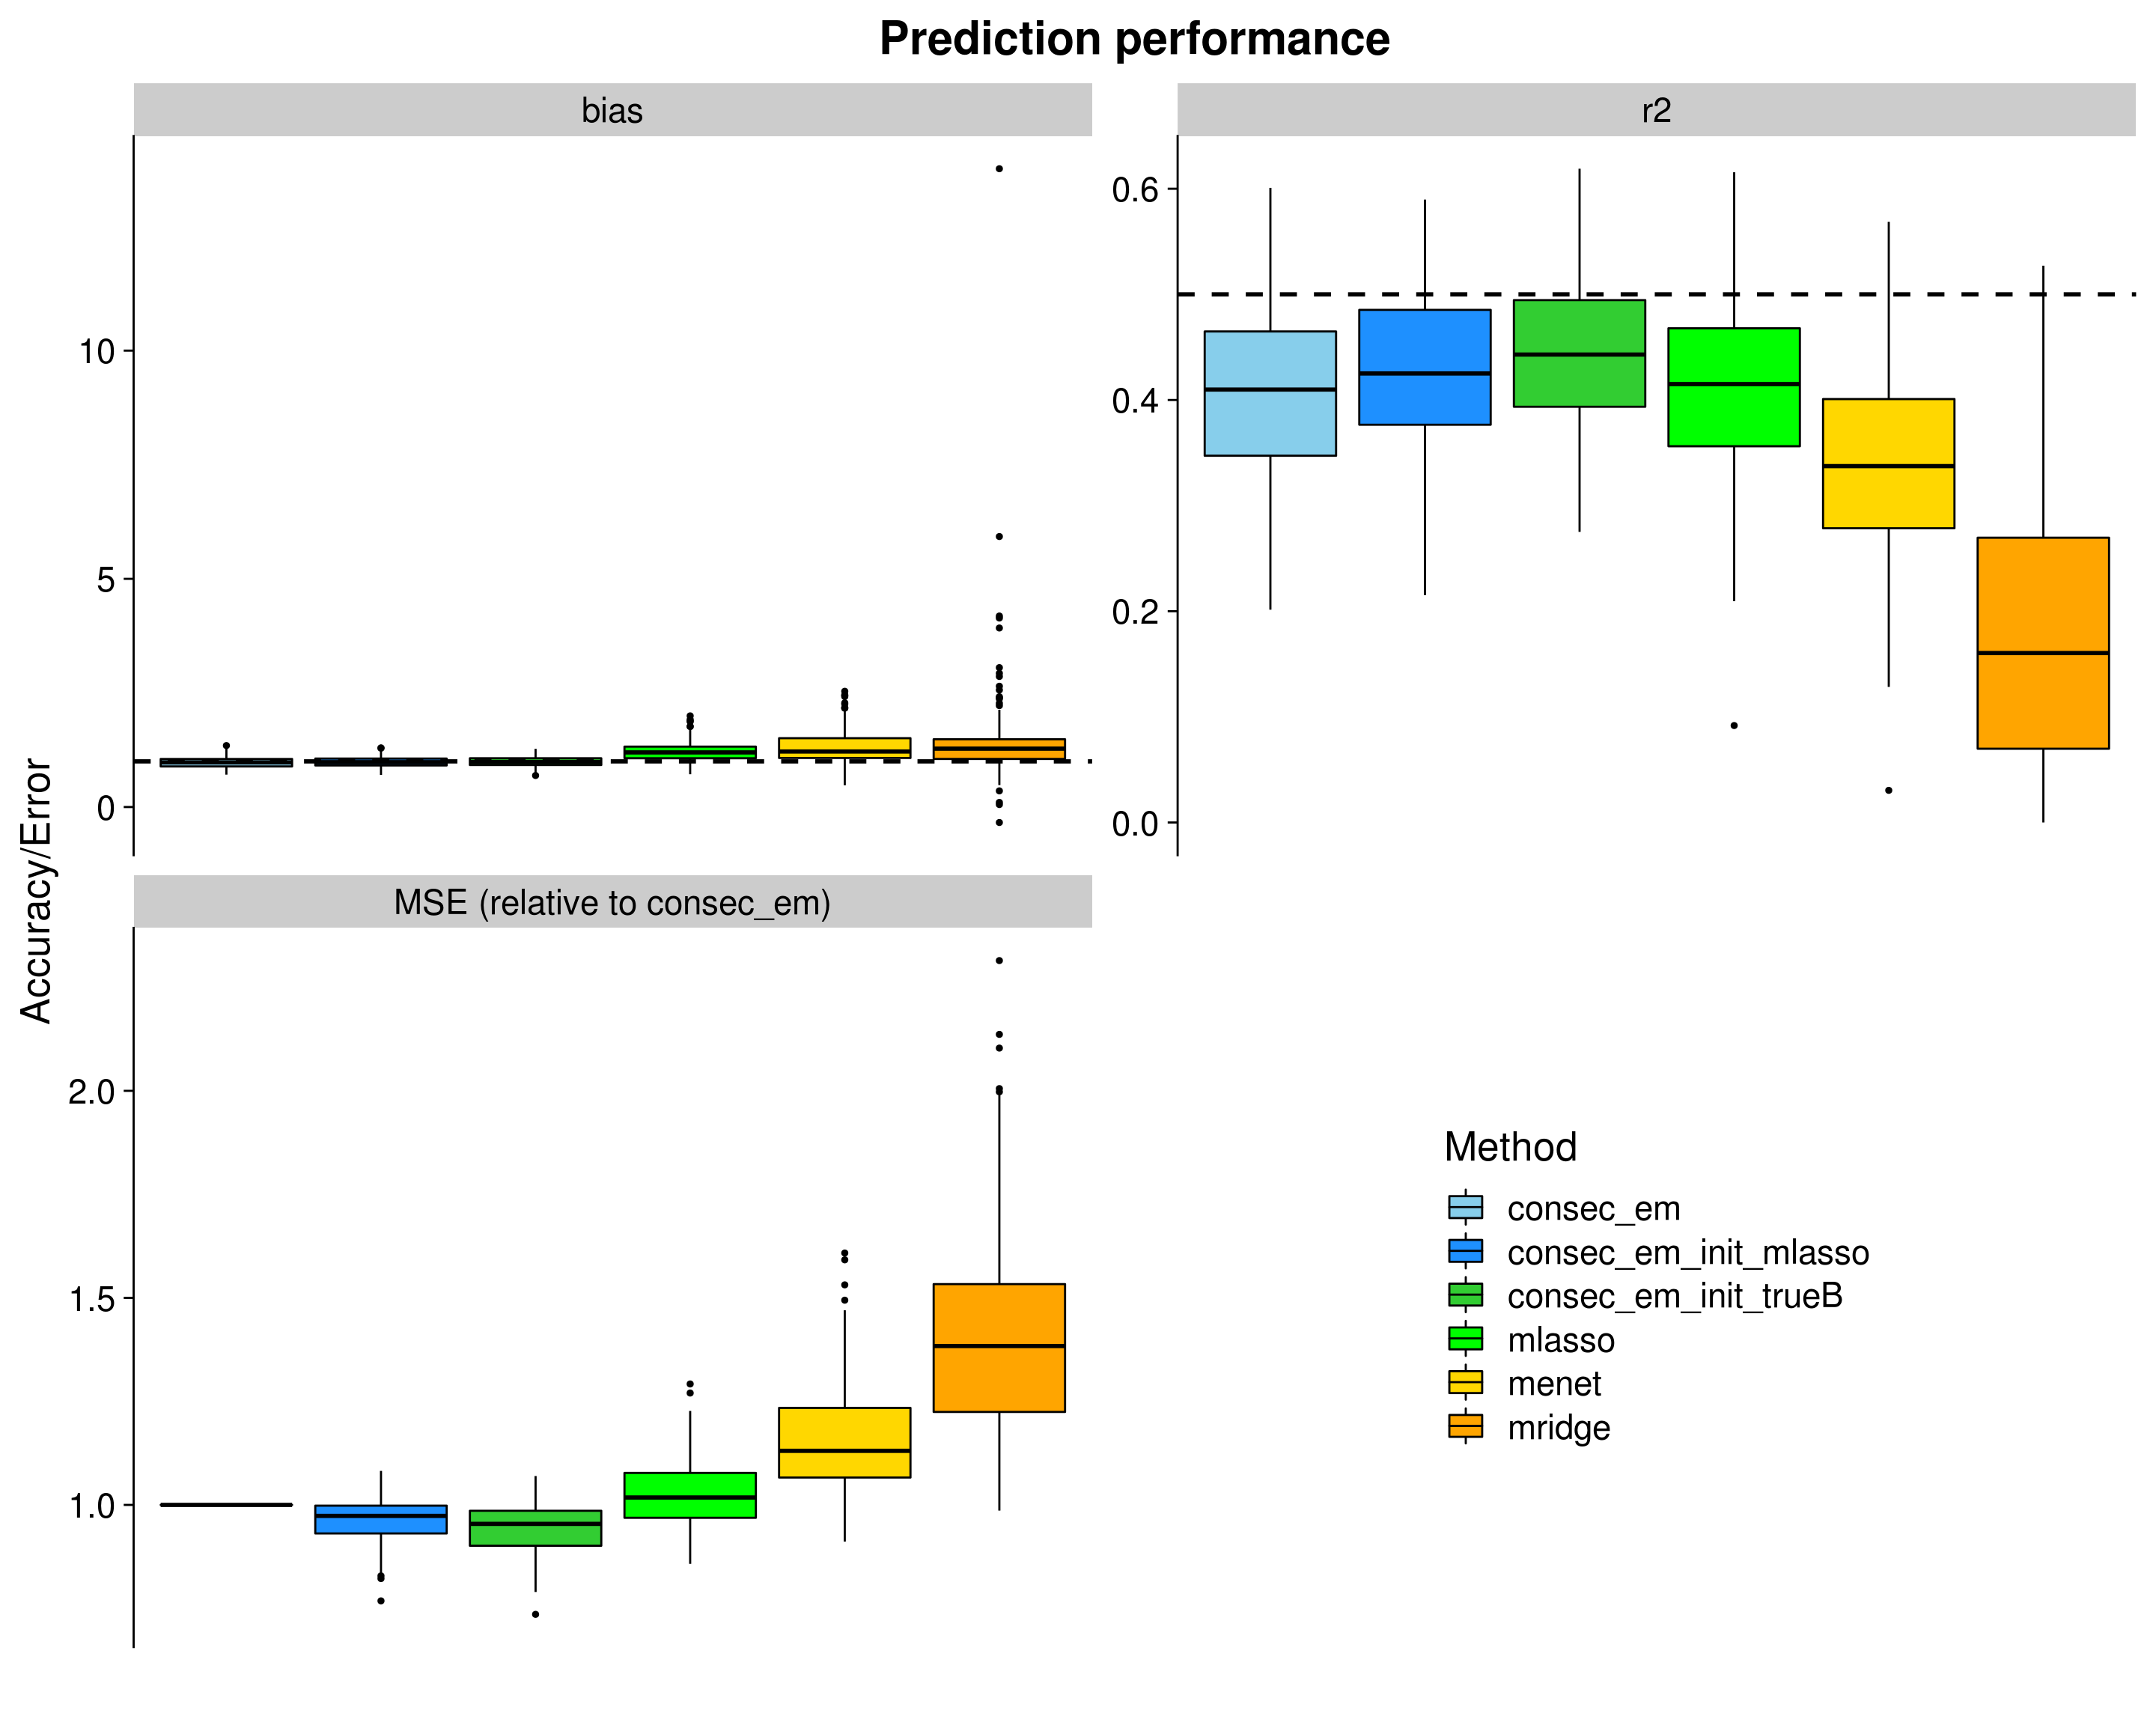 Prediction performance
bias
r2
10
5
0
0.6
0.4
0.2
0.0
Accuracy/Error
MSE (relative to consec_em)
2.0
1.5
1.0
Method
consec_em
consec_em_init_mlasso
consec_em_init_trueB
mlasso
menet
mridge